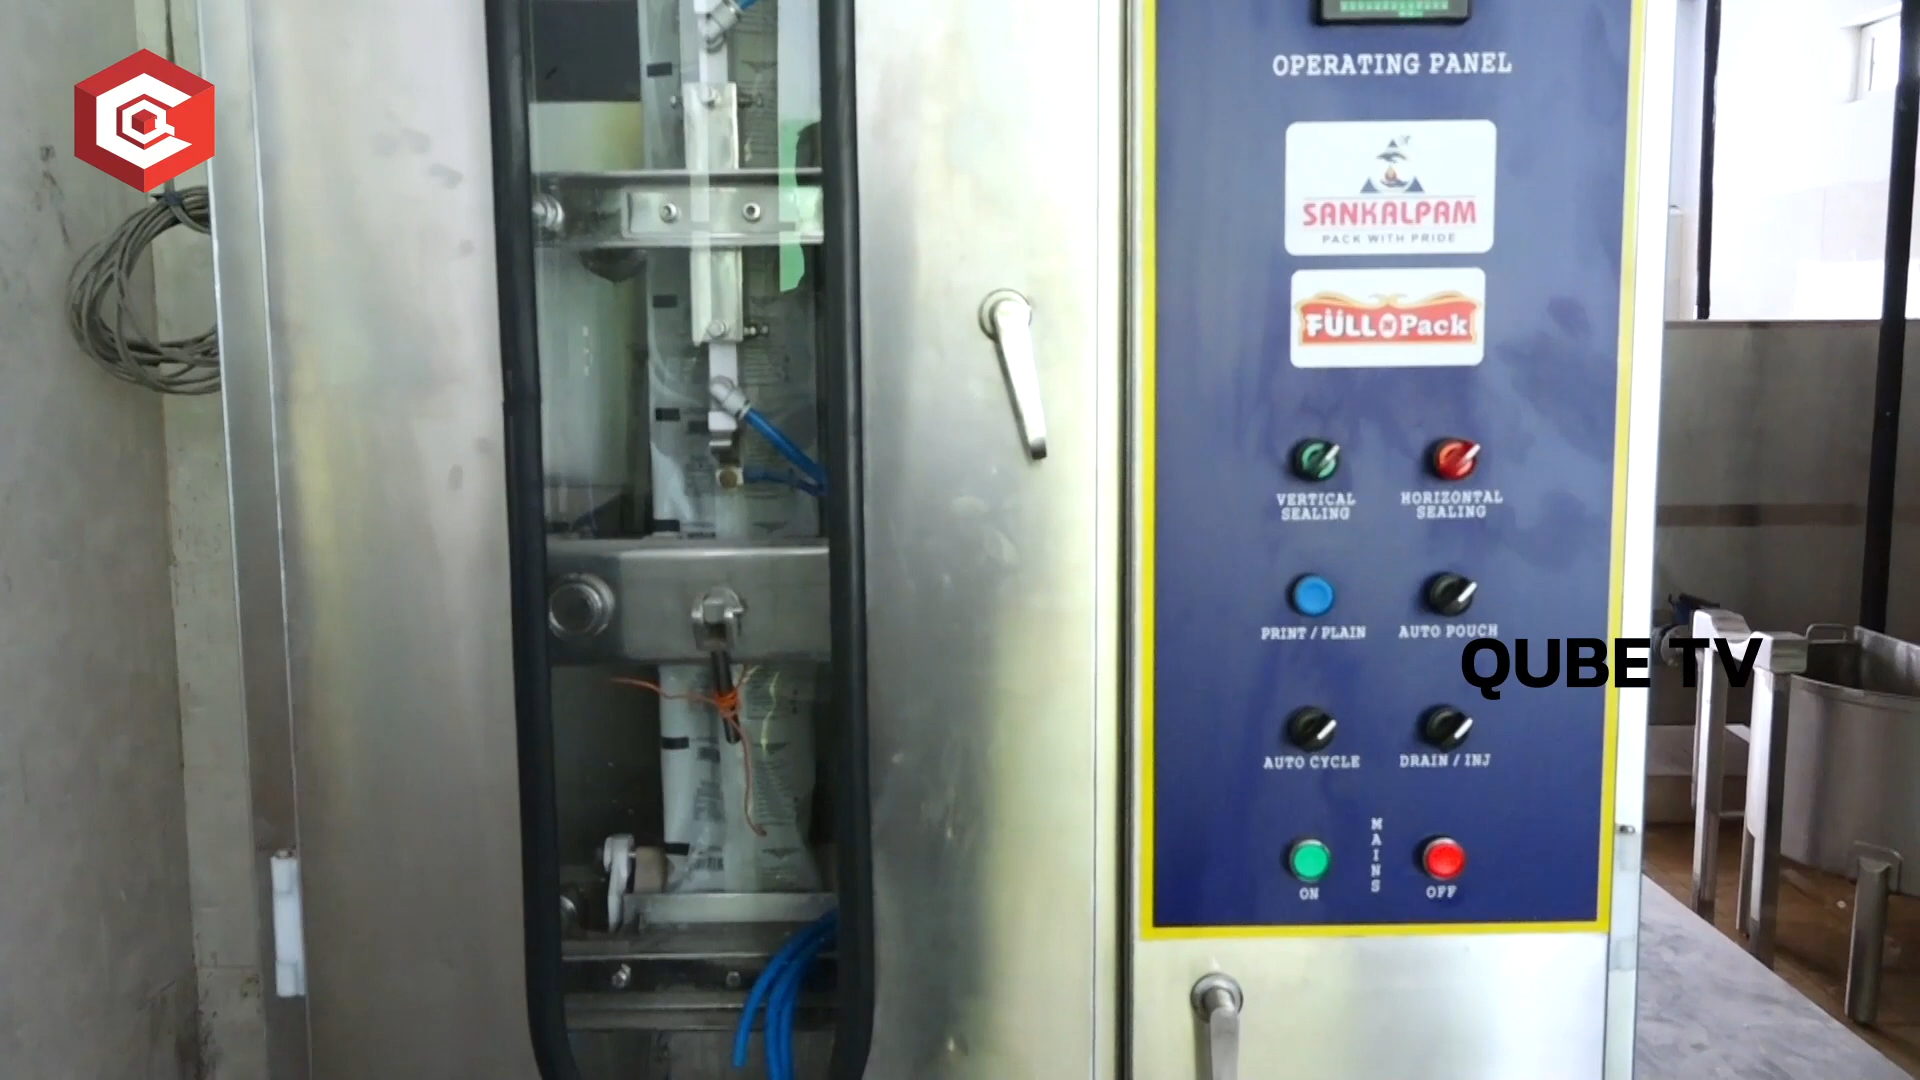 OPERATING PANEL
SANKALPAM
PACK WITH PRIDE
FULLOPack
VERTICAL
SEALING
HORIZONTAL
SEALING
PRINT / PLAIN
AUTO POUCH
QUBE TV
AUTO CYCLE
DRAIN / INJ
MAINS
ON
OFF